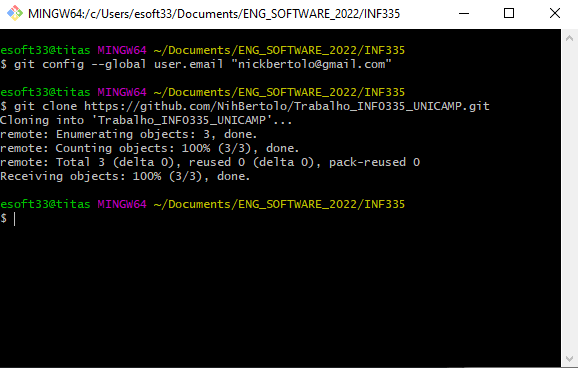 MINGW64:/c/Users/esoft33/Documents/ENG_SOFTWARE_2022/INF335
esoft33@titas MINGW64 ~/Documents/ENG_SOFTWARE_2022/INF335
$ git config --global user.email "nickbertolo@gmail.com"
esoft33@titas MINGW64 ~/Documents/ENG_SOFTWARE_2022/INF335
$ git clone https://github.com/NihBertolo/Trabalho_INF0335_UNICAMP.git
Cloning into 'Trabalho_INF0335_UNICAMP'...
remote: Enumerating objects: 3, done.
remote: Counting objects: 100% (3/3), done.
remote: Total 3 (delta 0), reused 0 (delta 0), pack-reused 0
Receiving objects: 100% (3/3), done.
esoft33@titas MINGW64 ~/Documents/ENG_SOFTWARE_2022/INF335
$